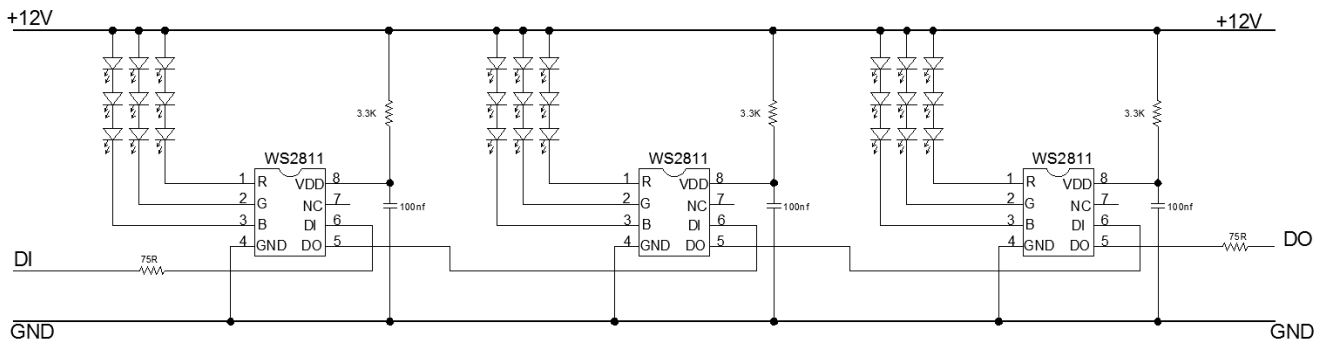 +12V +12V
3.3K 3.3K 3.3K
WS2811 WS2811 WS2811
1 R VDD 8 1 R VDD 8 1 R VDD 8
2 G NC 7 100nf 2 G NC 7 100nf 2 G NC 7 100nf
3 B DI 6 3 B DI 6 3 B DI 6
4 GND DO 5 4 GND DO 5 4 GND DO 5 75R DO
DI 75R
GND GND